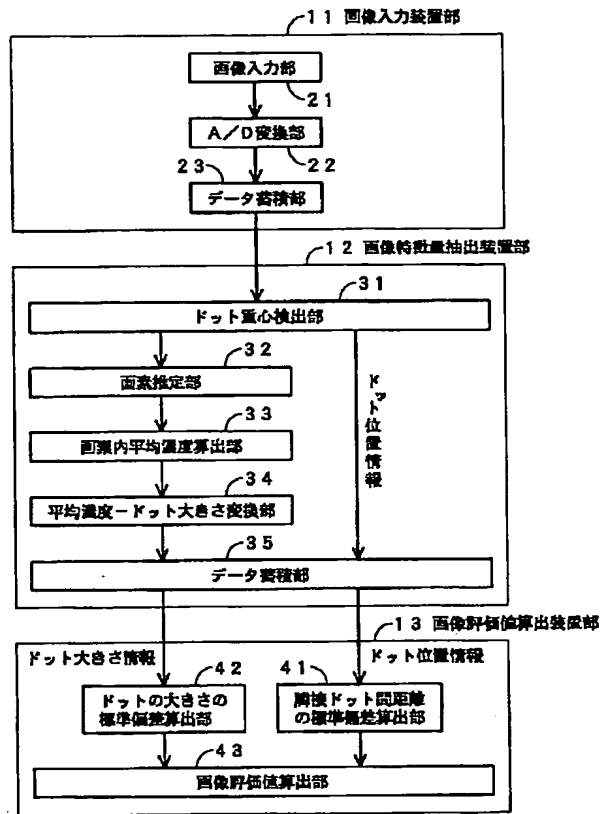 11 画像入力装置部
画像入力部
21
A/D変換部
23
22
データ蓄積部
12 画像特徴量抽出装置部
31
ドット重心検出部
32
画素推定部
33
画素内平均濃度算出部
34
平均濃度-ドット大きさ変換部
ドット位置情報
35
データ蓄積部
13 画像評価値算出装置部
ドット大きさ情報
ドット位置情報
42
41
ドットの大きさの
標準偏差算出部
隣接ドット間距離
の標準偏差算出部
43
画像評価値算出部